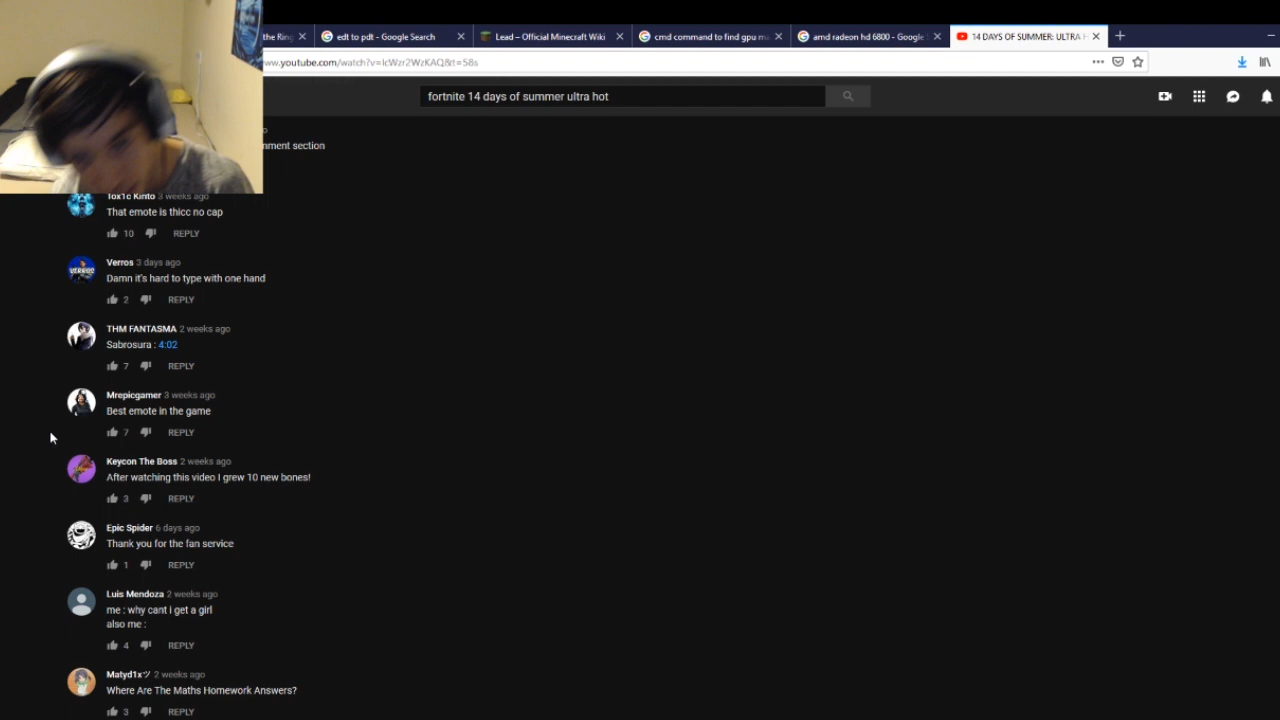 the Ring
edt to pdt - Google Search
Lead – Official Minecraft Wiki
cmd command to find gpu m
amd radeon hd 6800 - Google
14 DAYS OF SUMMER: ULTRA H
.youtube.com/watch?v=IcWzr2WzKAQ&t=58s
fortnite 14 days of summer ultra hot
mment section
Tox1c Kinto 3 weeks ago
That emote is thicc no cap
10 REPLY
Verros 3 days ago
Damn it's hard to type with one hand
2 REPLY
THM FANTASMA 2 weeks ago
Sabrosura : 4:02
7 REPLY
Mrepicgamer 3 weeks ago
Best emote in the game
7 REPLY
Keycon The Boss 2 weeks ago
After watching this video I grew 10 new bones!
3 REPLY
Epic Spider 6 days ago
Thank you for the fan service
1 REPLY
Luis Mendoza 2 weeks ago
me : why cant i get a girl
also me :
4 REPLY
Matyd1xツ 2 weeks ago
Where Are The Maths Homework Answers?
3 REPLY